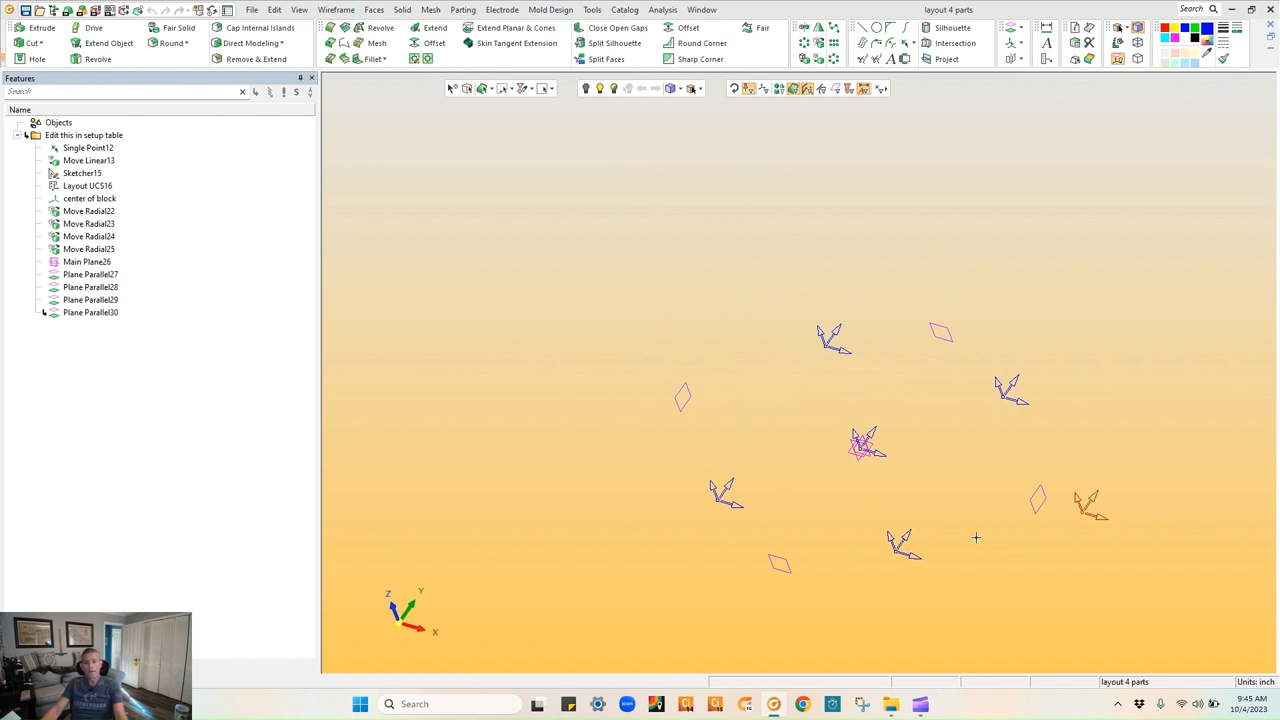 File Edit View Wireframe Faces Solid Mesh Parting Electrode Mold Design Tools Catalog Analysis Window layout 4 parts Search
Extrude Drive Fair Solid Cap Internal Islands Revolve Extend Blend Planar & Cones Close Open Gaps Offset Fair Silhouette
Cut Extend Object Round Direct Modeling Mesh Offset Run Tangent Extension Split Silhouette Round Corner Intersection
Hole Revolve Remove & Extend Fillet Split Faces Sharp Corner Project
Features
Search
Name
Objects
Edit this in setup table
Single Point12
Move Linear13
Sketcher15
Layout UCS16
center of block
Move Radial22
Move Radial23
Move Radial24
Move Radial25
Main Plane26
Plane Parallel27
Plane Parallel28
Plane Parallel29
Plane Parallel30
Z Y
X
layout 4 parts Units: inch
Search
9:45 AM
10/4/2023